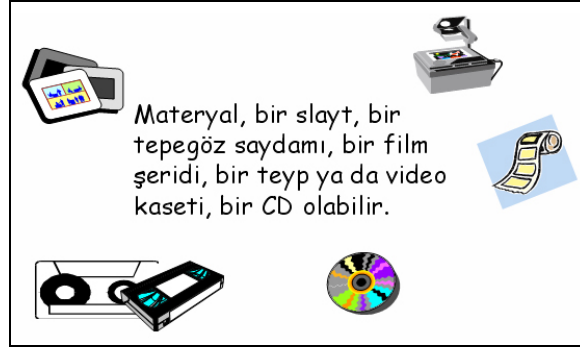 Materyal, bir slayt, bir
tepegöz saydamı, bir film
şeridi, bir teyp ya da video
kaseti, bir CD olabilir.